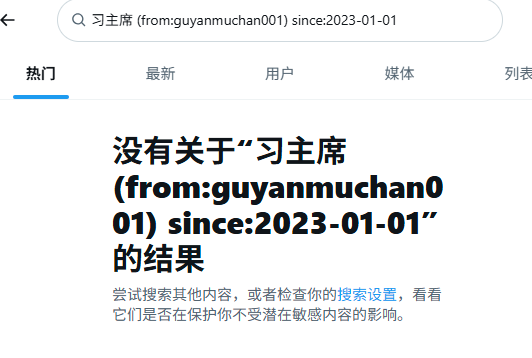 习主席 (from:guyanmuchan001) since:2023-01-01
热门 最新 用户 媒体 列表
没有关于“习主席
(from:guyanmuchan0
01) since:2023-01-01”
的结果
尝试搜索其他内容，或者检查你的搜索设置，看看
它们是否在保护你不受潜在敏感内容的影响。